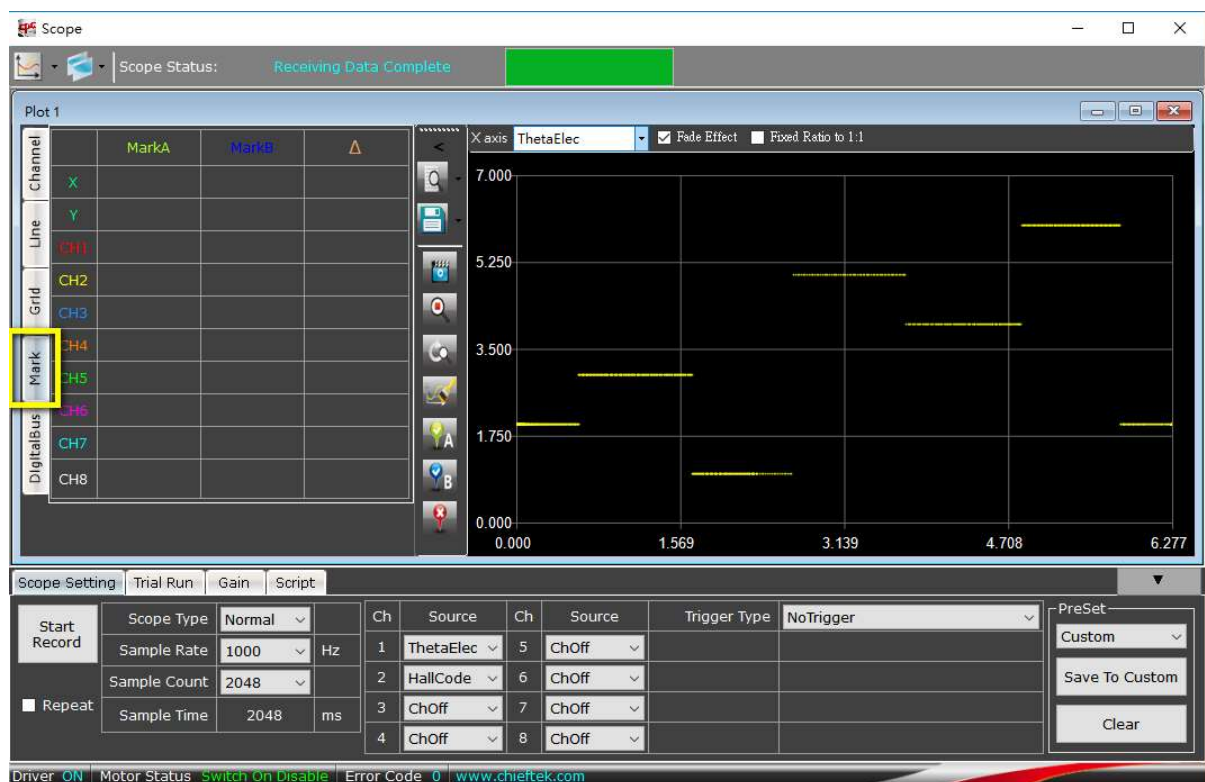 cpc Scope
Scope Status: Receiving Data Complete
Plot 1
Channel
Line
Grid
Mark
DigitalBus
MarkA MarkB Δ
X
Y
CH1
CH2
CH3
CH4
CH5
CH6
CH7
CH8
<
A
B
X axis ThetaElec Fade Effect Fixed Ratio to 1:1
7.000
5.250
3.500
1.750
0.000
0.000 1.569 3.139 4.708 6.277
Scope Setting Trial Run Gain Script
Start Record
Repeat
Scope Type Normal
Sample Rate 1000 Hz
Sample Count 2048
Sample Time 2048 ms
Ch Source Ch Source
1 ThetaElec 5 ChOff
2 HallCode 6 ChOff
3 ChOff 7 ChOff
4 ChOff 8 ChOff
Trigger Type NoTrigger
PreSet
Custom
Save To Custom
Clear
Driver ON Motor Status Switch On Disable Error Code 0 www.chieftek.com